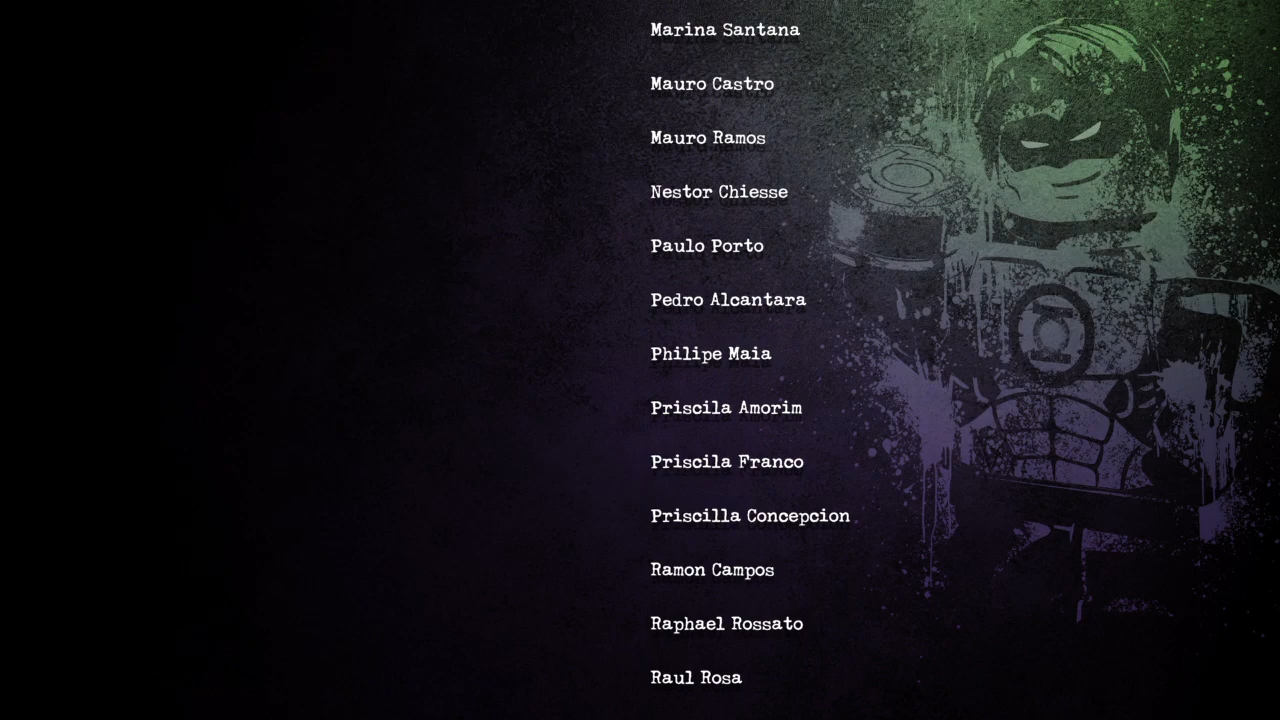 Marina Santana
Mauro Castro
Mauro Ramos
Nestor Chiesse
Paulo Porto
Pedro Alcantara
Philipe Maia
Priscila Amorim
Priscila Franco
Priscilla Concepcion
Ramon Campos
Raphael Rossato
Raul Rosa